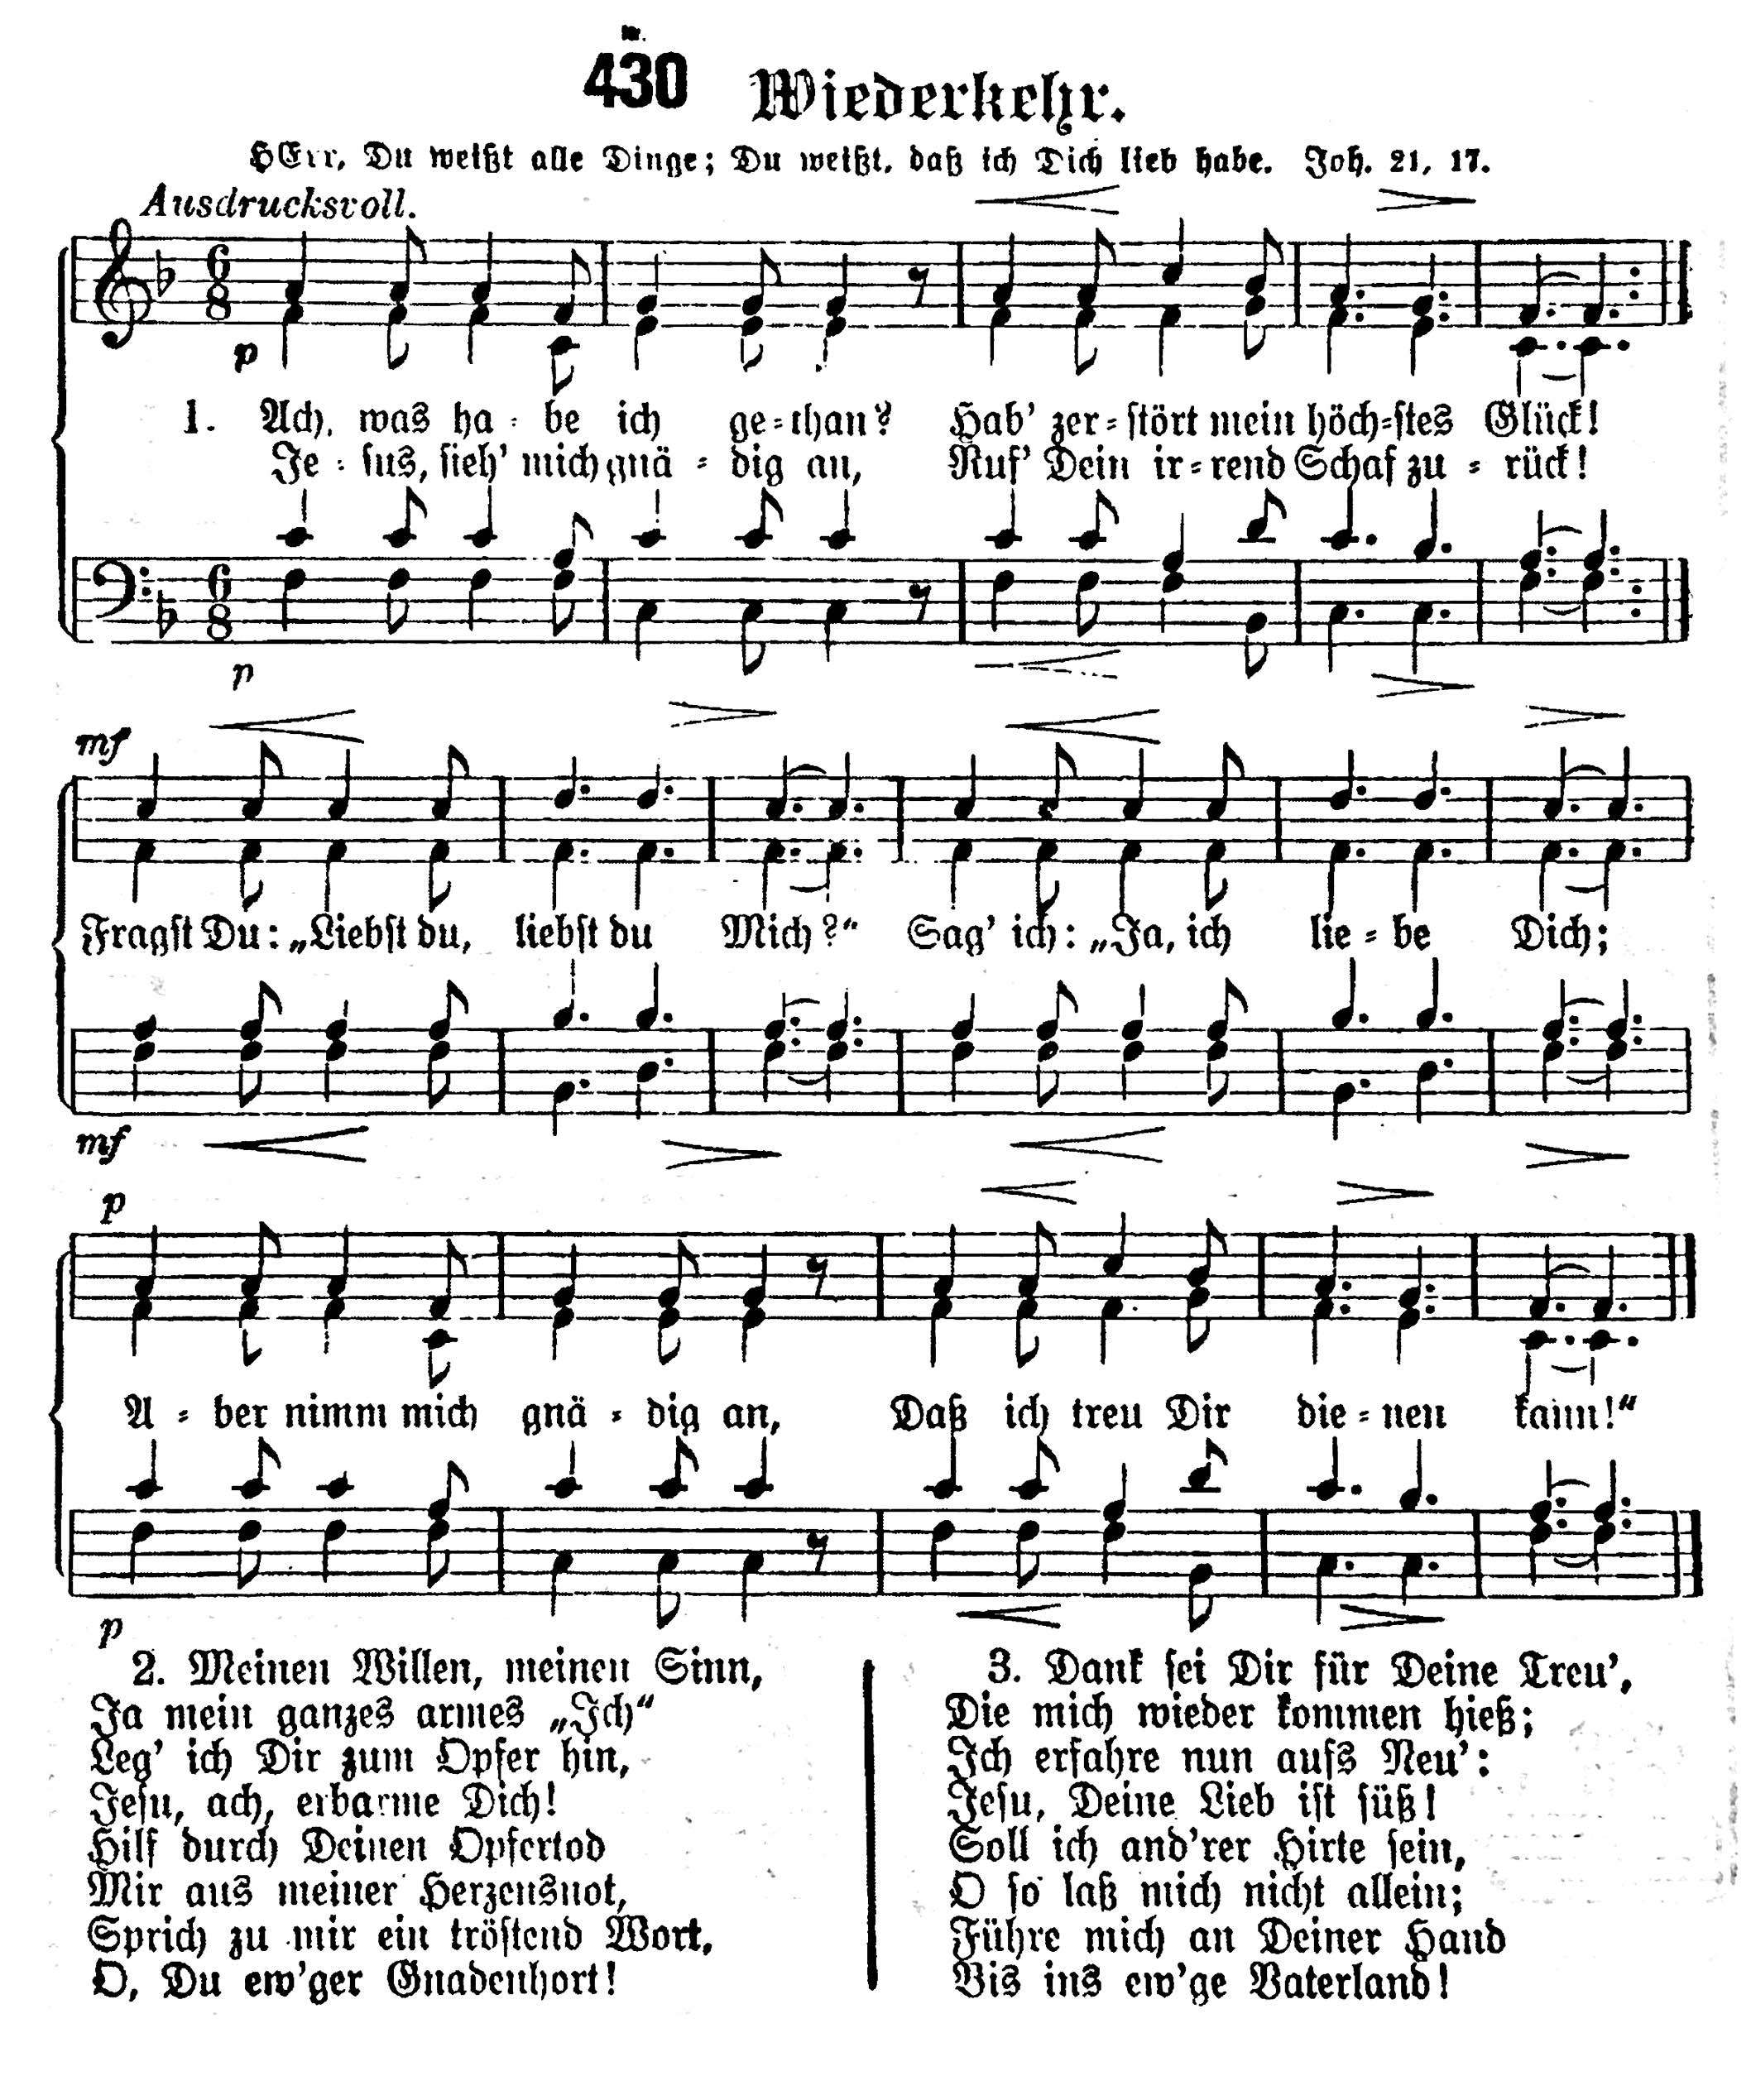 Nr.
430 Wiederkehr.
HErr, Du weißt alle Dinge; Du weißt, daß ich Dich lieb habe. Joh. 21, 17.
Ausdrucksvoll.
6 8
p
1. Ach, was ha - be ich ge=than? Hab' zer=stört mein höch=stes Glück!
Je - sus, sieh' mich gnä - dig an, Ruf' Dein ir=rend Schaf zu - rück!
6 8
p
mf
Fragst Du: „Liebst du, liebst du Mich?“ Sag' ich: „Ja, ich lie=be Dich;
mf
p
A - ber nimm mich gnä - dig an, Daß ich treu Dir die=nen kann!“
p
2. Meinen Willen, meinen Sinn,
Ja mein ganzes armes „Ich“
Leg' ich Dir zum Opfer hin,
Jesu, ach, erbarme Dich!
Hilf durch Deinen Opfertod
Mir aus meiner Herzensnot,
Sprich zu mir ein tröstend Wort,
O, Du ew'ger Gnadenhort!
3. Dank sei Dir für Deine Treu',
Die mich wieder kommen hieß;
Ich erfahre nun aufs Neu':
Jesu, Deine Lieb ist süß!
Soll ich and'rer Hirte sein,
O so laß mich nicht allein;
Führe mich an Deiner Hand
Bis ins ew'ge Vaterland!